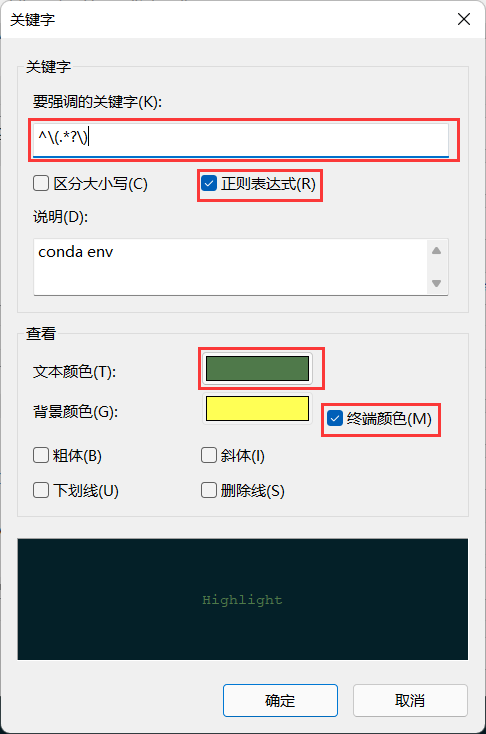 关键字
关键字
要强调的关键字(K):
^\(.*?\)
区分大小写(C) 正则表达式(R)
说明(D):
conda env
查看
文本颜色(T):
背景颜色(G): 终端颜色(M)
粗体(B) 斜体(I)
下划线(U) 删除线(S)
Highlight
确定 取消